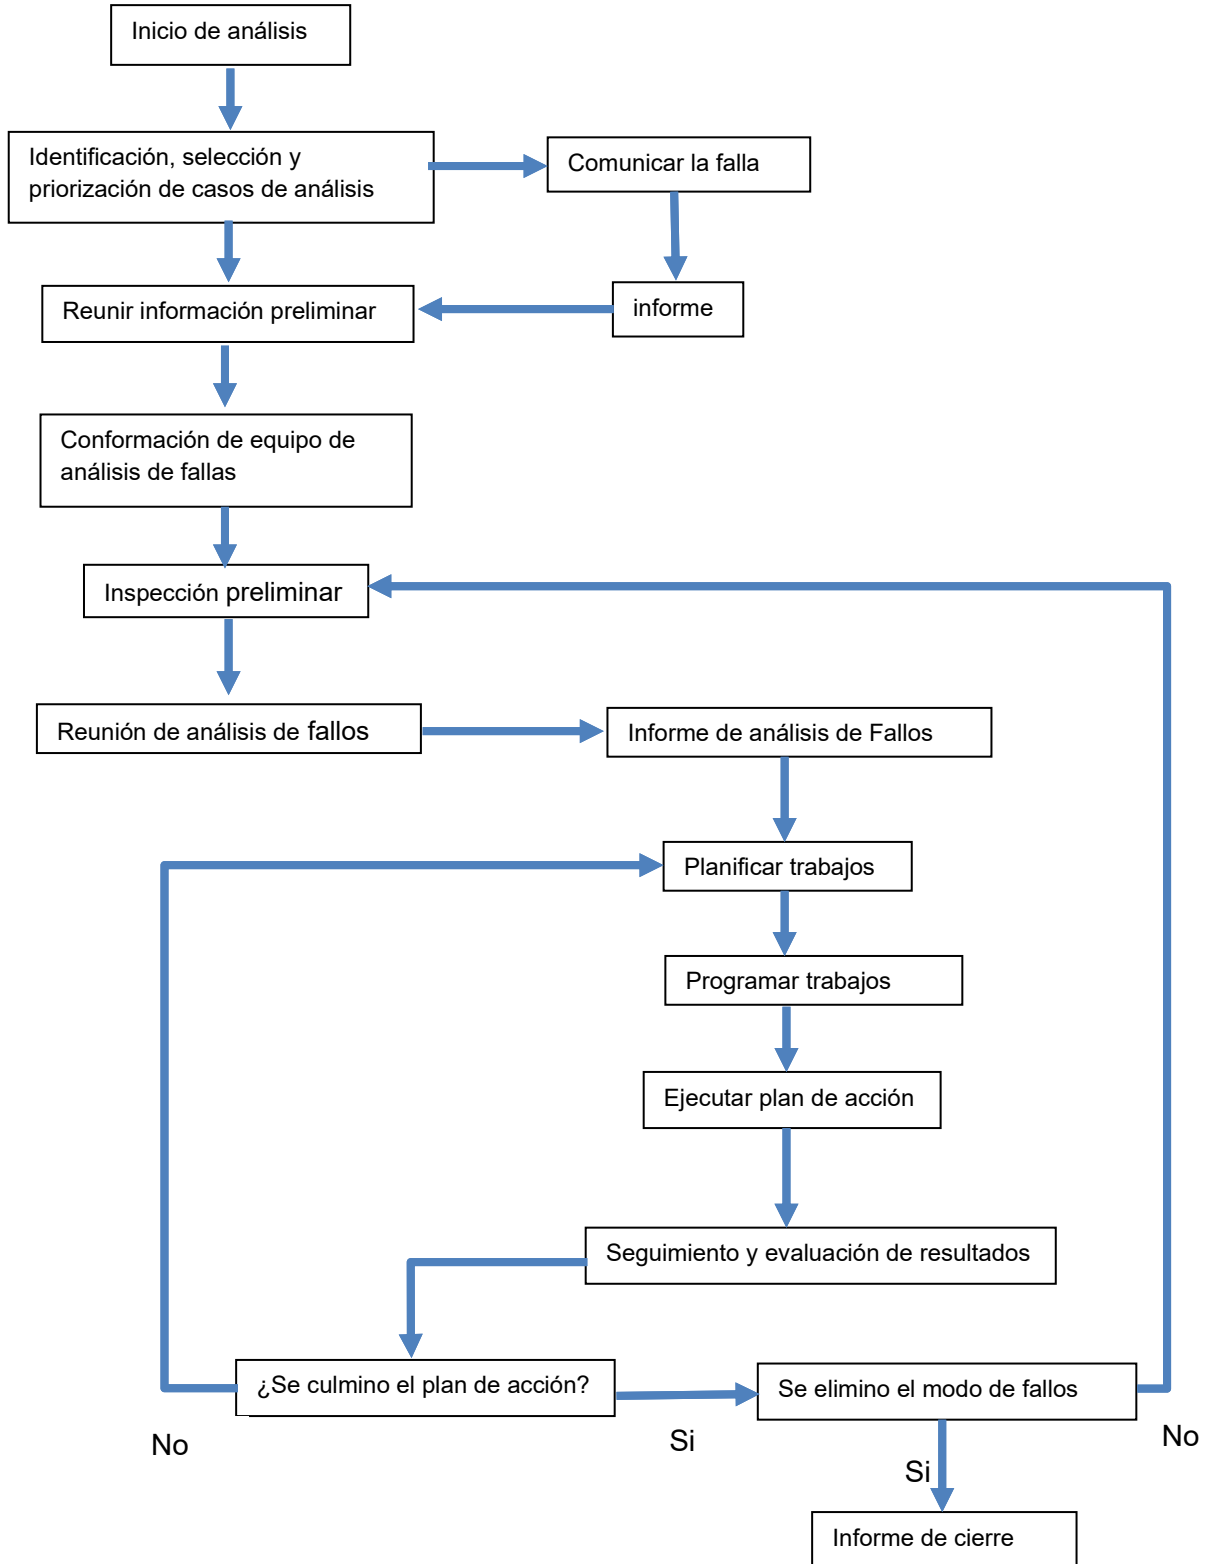 Inicio de análisis
Identificación, selección y
priorización de casos de análisis
Comunicar la falla
Reunir información preliminar
informe
Conformación de equipo de
análisis de fallas
Inspección preliminar
Reunión de análisis de fallos
Informe de análisis de Fallos
Planificar trabajos
Programar trabajos
Ejecutar plan de acción
Seguimiento y evaluación de resultados
¿Se culmino el plan de acción?
Se elimino el modo de fallos
No
Si
No
Si
Informe de cierre